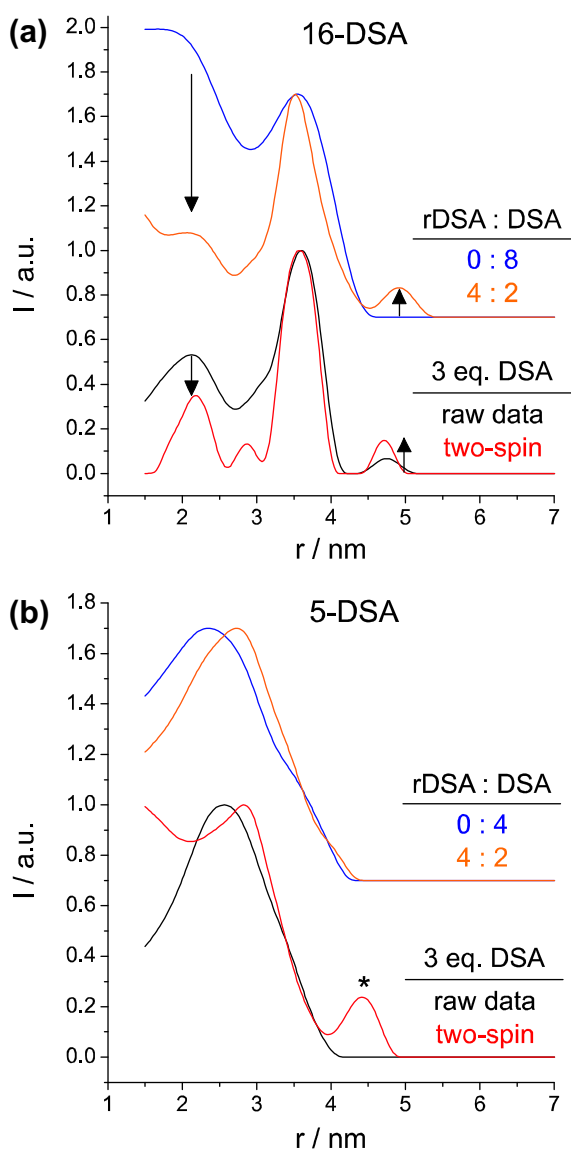 (a)
16-DSA
2.0
1.8
1.6
1.4
1.2
1.0
0.8
0.6
0.4
0.2
0.0
I / a.u.
rDSA : DSA
0 : 8
4 : 2
3 eq. DSA
raw data
two-spin
1 2 3 4 5 6 7
r / nm
(b)
5-DSA
1.8
1.6
1.4
1.2
1.0
0.8
0.6
0.4
0.2
0.0
I / a.u.
rDSA : DSA
0 : 4
4 : 2
3 eq. DSA
*
raw data
two-spin
1 2 3 4 5 6 7
r / nm